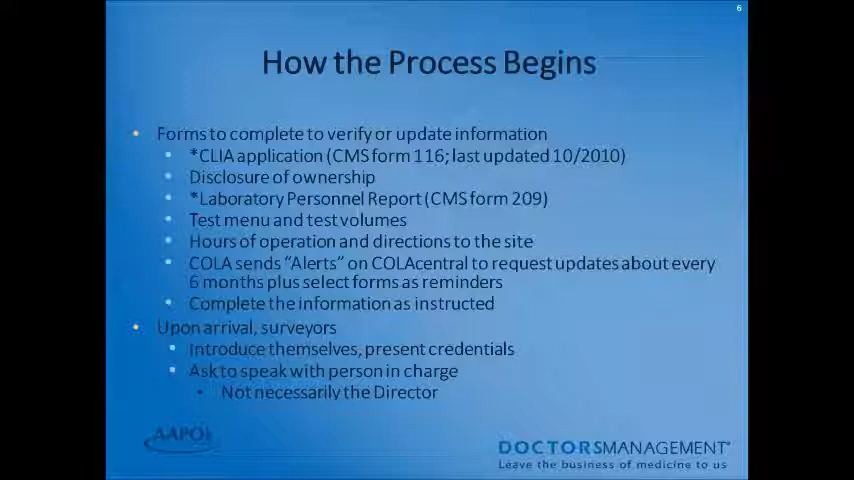 6
How the Process Begins
• Forms to complete to verify or update information
• *CLIA application (CMS form 116; last updated 10/2010)
• Disclosure of ownership
• *Laboratory Personnel Report (CMS form 209)
• Test menu and test volumes
• Hours of operation and directions to the site
• COLA sends “Alerts” on COLAcentral to request updates about every
6 months plus select forms as reminders
• Complete the information as instructed
• Upon arrival, surveyors
• Introduce themselves, present credentials
• Ask to speak with person in charge
• Not necessarily the Director
AAPOL
DOCTORSMANAGEMENT®
Leave the business of medicine to us